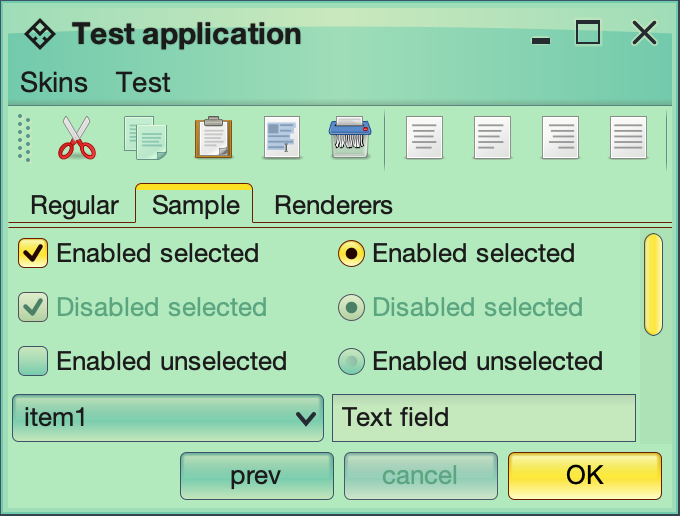 Test application
Skins Test
Regular Sample Renderers
Enabled selected Enabled selected
Disabled selected Disabled selected
Enabled unselected Enabled unselected
item1 Text field
prev cancel OK